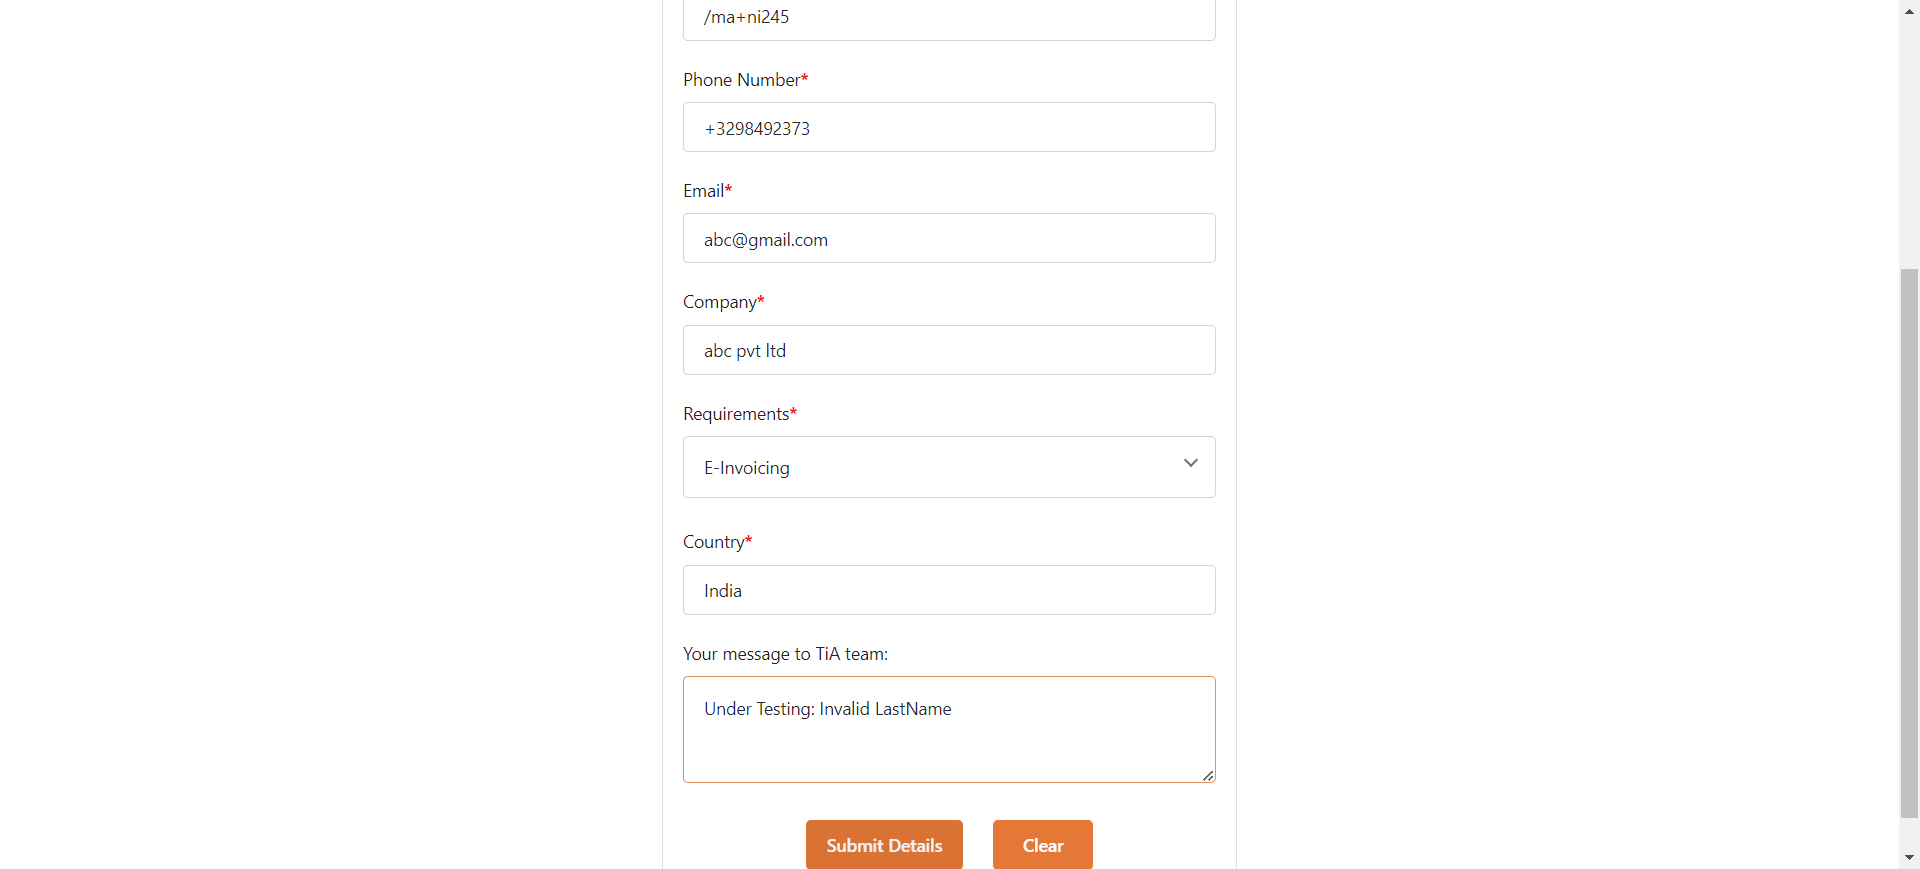 /ma+ni245
Phone Number*
+3298492373
Email*
abc@gmail.com
Company*
abc pvt ltd
Requirements*
E-Invoicing
Country*
India
Your message to TiA team:
Under Testing: Invalid LastName
Submit Details
Clear